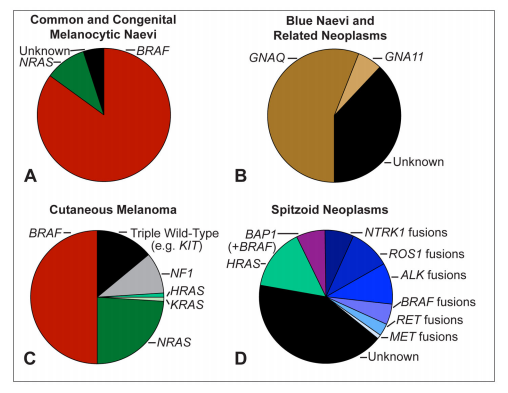 Common and Congenital
Melanocytic Naevi
Unknown
BRAF
NRAS
A
Blue Naevi and
Related Neoplasms
GNAQ
GNA11
Unknown
B
Cutaneous Melanoma
BRAF
Triple Wild-Type
(e.g. KIT)
NF1
HRAS
KRAS
NRAS
C
Spitzoid Neoplasms
BAP1
(+BRAF)
HRAS
NTRK1 fusions
ROS1 fusions
ALK fusions
BRAF fusions
RET fusions
MET fusions
Unknown
D